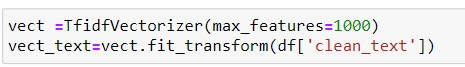 vect =TfidfVectorizer(max_features=1000)
vect_text=vect.fit_transform(df['clean_text'])